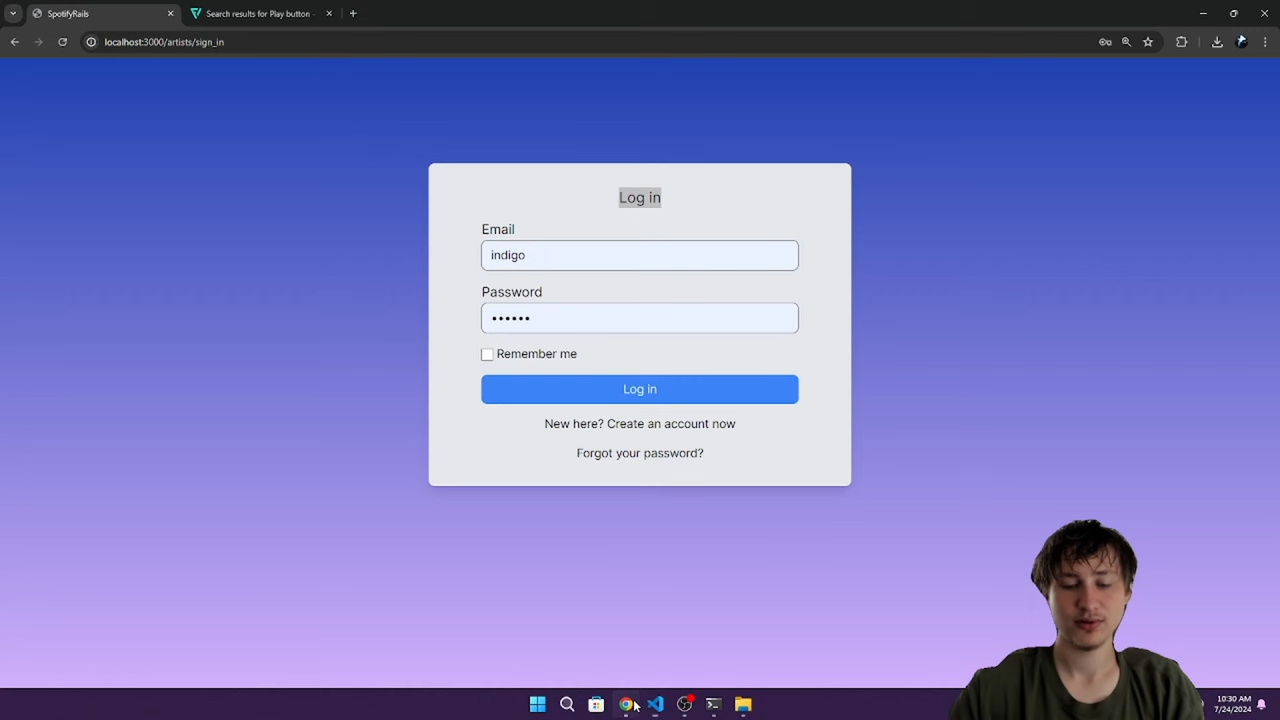 SpotifyRails
Search results for Play button -
localhost:3000/artists/sign_in
Log in
Email
indigo
Password
••••••
Remember me
Log in
New here? Create an account now
Forgot your password?
10:30 AM
7/24/2024